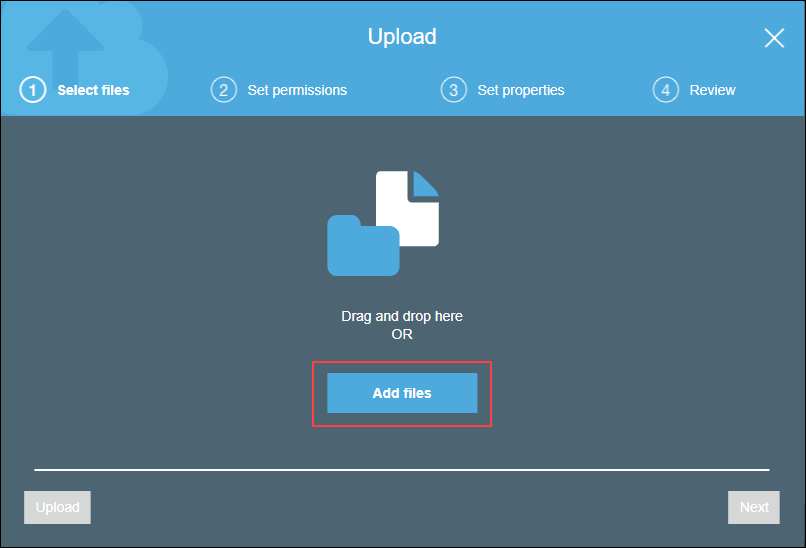 Upload
1 Select files
2 Set permissions
3 Set properties
4 Review
Drag and drop here
OR
Add files
Upload
Next